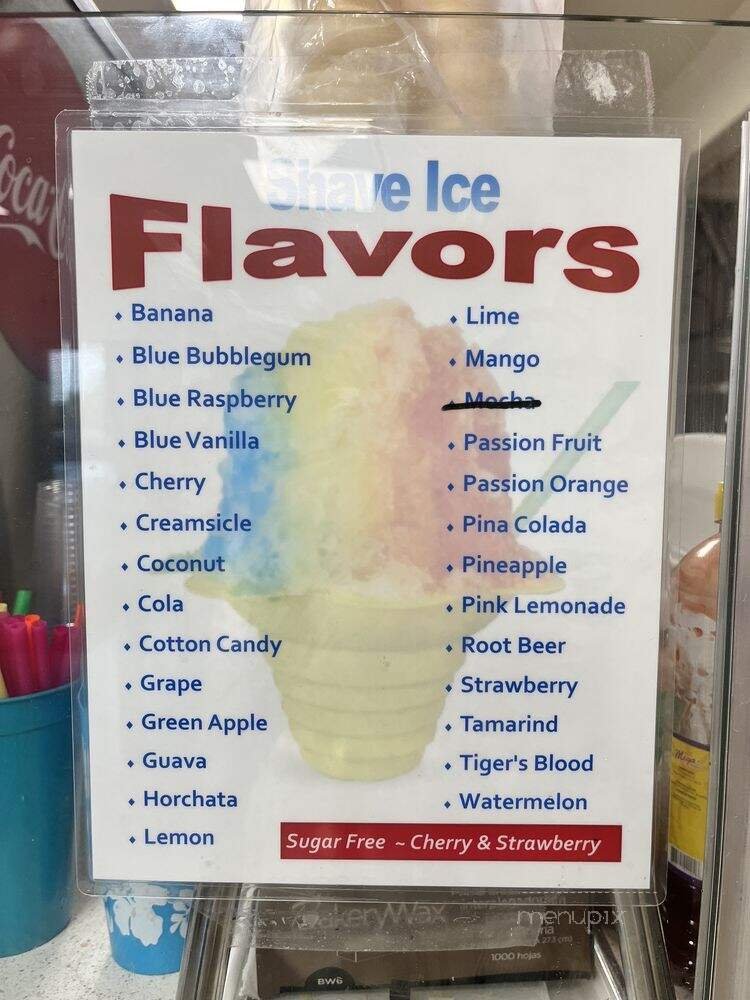 Shave Ice
Flavors
Banana
Blue Bubblegum
Blue Raspberry
Blue Vanilla
Cherry
Creamsicle
Coconut
Cola
Cotton Candy
Grape
Green Apple
Guava
Horchata
Lemon
Lime
Mango
Mocha
Passion Fruit
Passion Orange
Pina Colada
Pineapple
Pink Lemonade
Root Beer
Strawberry
Tamarind
Tiger's Blood
Watermelon
Sugar Free ~ Cherry & Strawberry
BakeryWax
menupix
1000 hojas
BW6